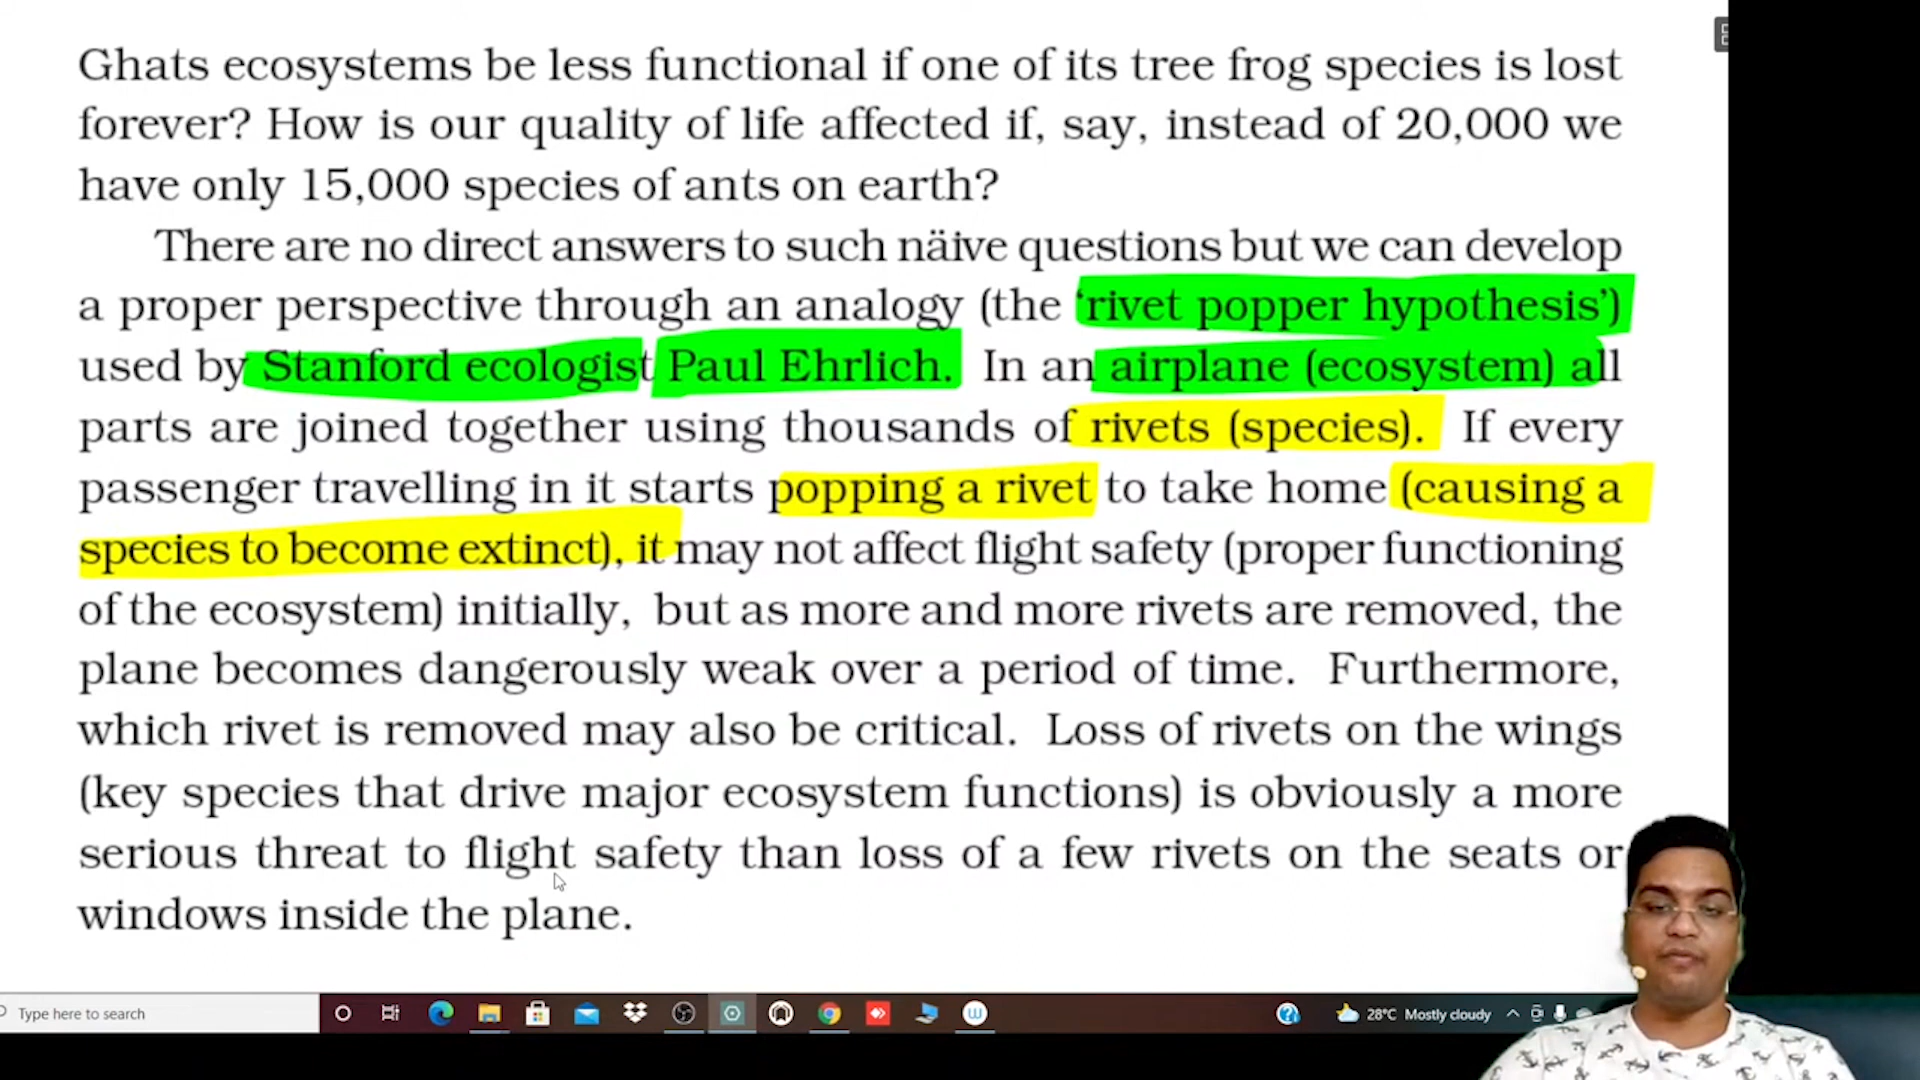 Ghats ecosystems be less functional if one of its tree frog species is lost
forever? How is our quality of life affected if, say, instead of 20,000 we
have only 15,000 species of ants on earth?
There are no direct answers to such näive questions but we can develop
a proper perspective through an analogy (the ‘rivet popper hypothesis’)
used by Stanford ecologist Paul Ehrlich. In an airplane (ecosystem) all
parts are joined together using thousands of rivets (species). If every
passenger travelling in it starts popping a rivet to take home (causing a
species to become extinct), it may not affect flight safety (proper functioning
of the ecosystem) initially, but as more and more rivets are removed, the
plane becomes dangerously weak over a period of time. Furthermore,
which rivet is removed may also be critical. Loss of rivets on the wings
(key species that drive major ecosystem functions) is obviously a more
serious threat to flight safety than loss of a few rivets on the seats or
windows inside the plane.
Type here to search
28°C Mostly cloudy